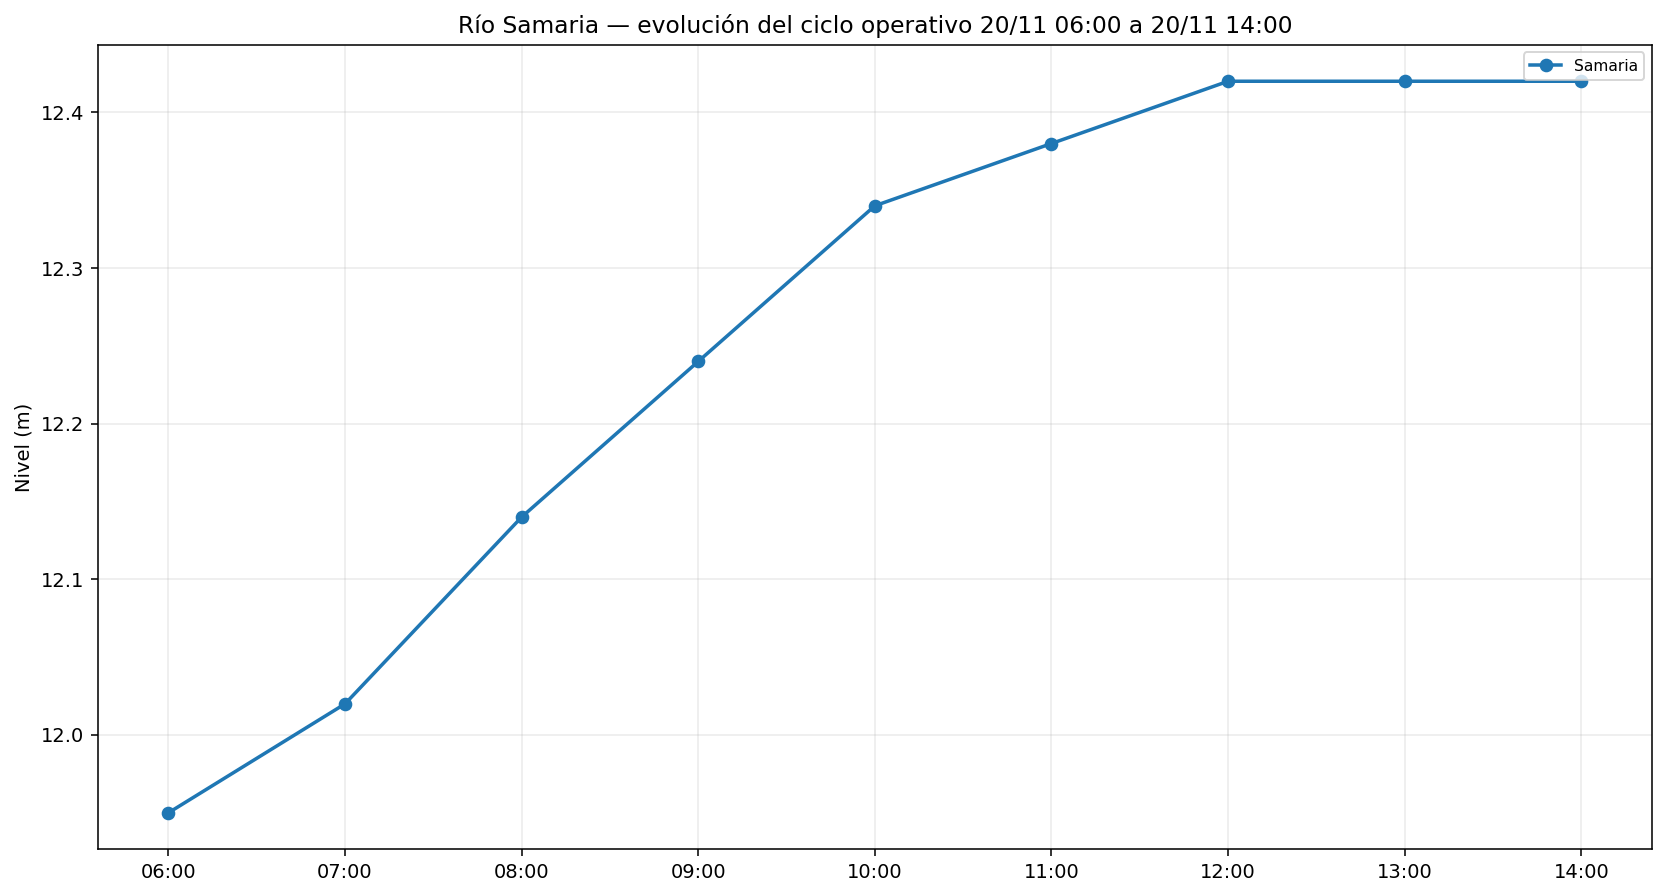 Río Samaria — evolución del ciclo operativo 20/11 06:00 a 20/11 14:00
Samaria
Nivel (m)
12.4
12.3
12.2
12.1
12.0
06:00 07:00 08:00 09:00 10:00 11:00 12:00 13:00 14:00